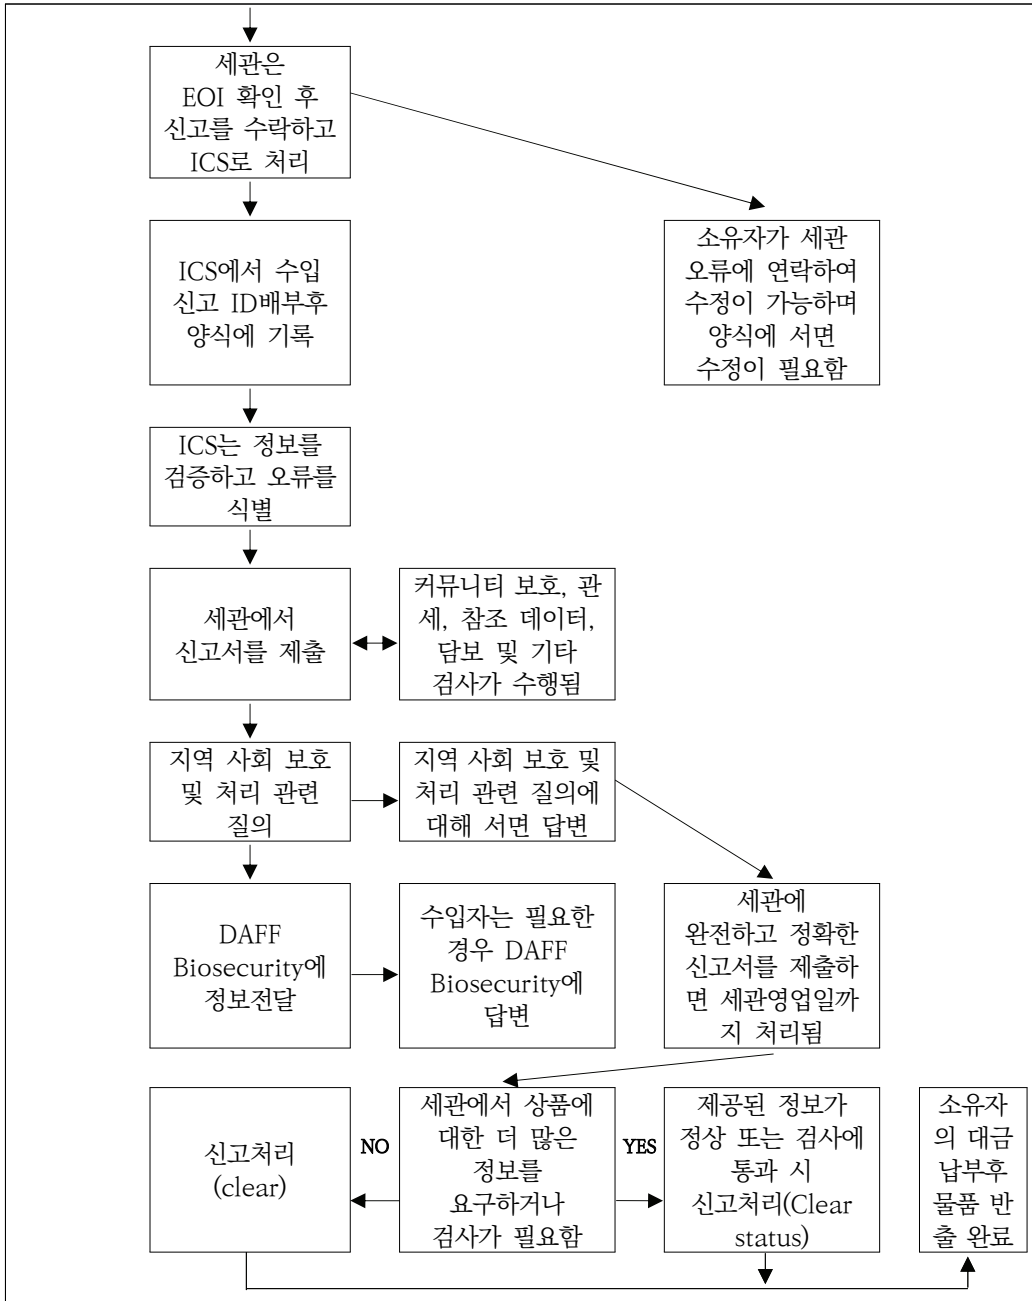 세관은
EOI 확인 후
신고를 수락하고
ICS로 처리
ICS에서 수입
신고 ID배부후
양식에 기록
소유자가 세관
오류에 연락하여
수정이 가능하며
양식에 서면
수정이 필요함
ICS는 정보를
검증하고 오류를
식별
세관에서
신고서를 제출
커뮤니티 보호, 관
세, 참조 데이터,
담보 및 기타
검사가 수행됨
지역 사회 보호
및 처리 관련
질의
지역 사회 보호 및
처리 관련 질의에
대해 서면 답변
DAFF
Biosecurity에
정보전달
수입자는 필요한
경우 DAFF
Biosecurity에
답변
세관에
완전하고 정확한
신고서를 제출하
면 세관영업일까
지 처리됨
신고처리
(clear)
NO
세관에서 상품에
대한 더 많은
정보를
요구하거나
검사가 필요함
YES
제공된 정보가
정상 또는 검사에
통과 시
신고처리(Clear
status)
소유자
의 대금
납부후
물품 반
출 완료